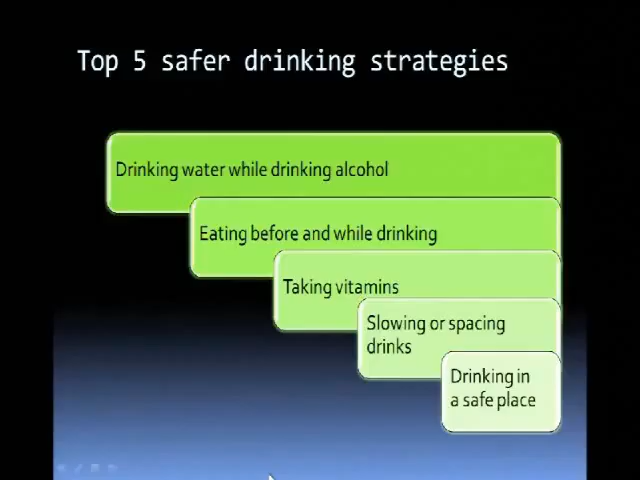 Top 5 safer drinking strategies
Drinking water while drinking alcohol
Eating before and while drinking
Taking vitamins
Slowing or spacing
drinks
Drinking in
a safe place